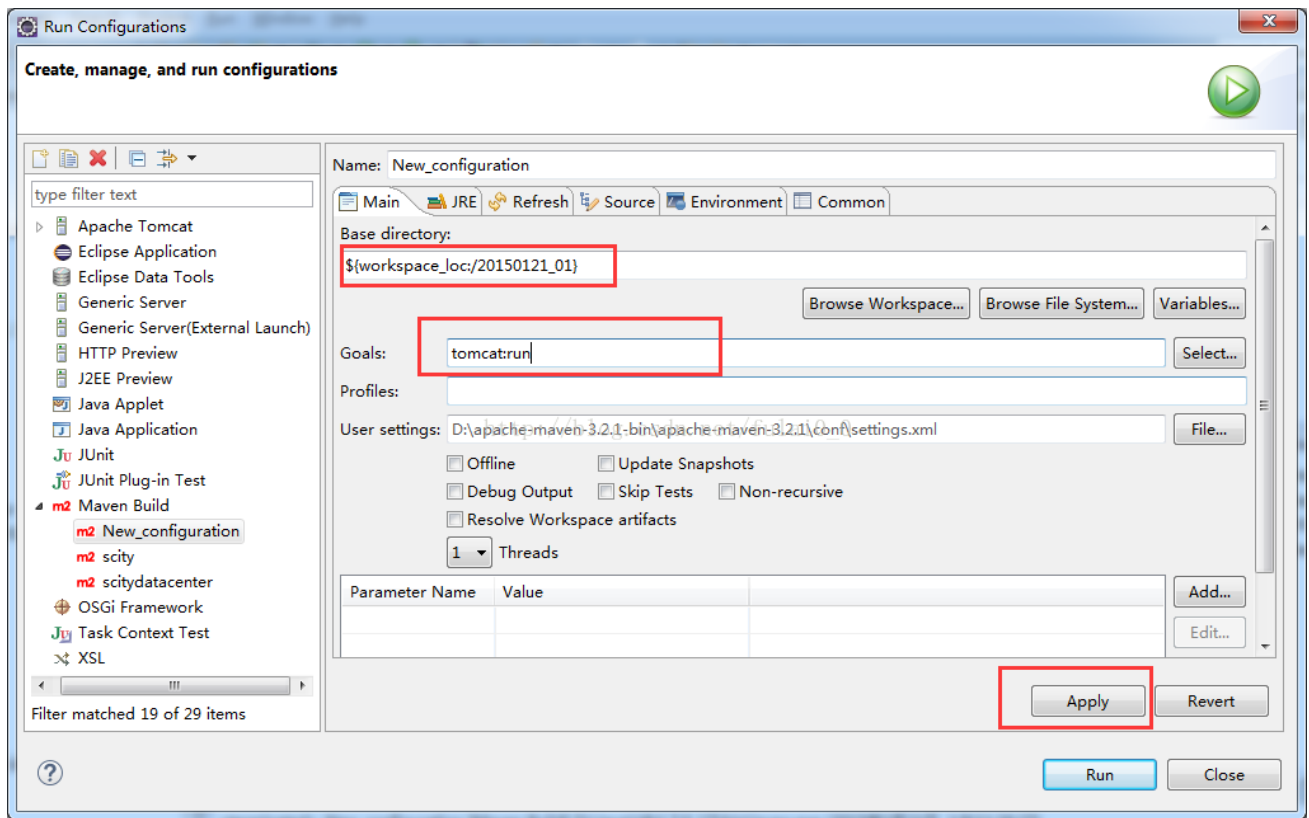 Run Configurations
Create, manage, and run configurations
type filter text
Apache Tomcat
Eclipse Application
Eclipse Data Tools
Generic Server
Generic Server(External Launch)
HTTP Preview
J2EE Preview
Java Applet
Java Application
Ju JUnit
JUnit Plug-in Test
m2 Maven Build
m2 New_configuration
m2 scity
m2 scitydatacenter
OSGi Framework
Task Context Test
XSL
Filter matched 19 of 29 items
Name: New_configuration
Main JRE Refresh Source Environment Common
Base directory:
${workspace_loc:/20150121_01}
Browse Workspace... Browse File System... Variables...
Goals: tomcat:run Select...
Profiles:
User settings: D:\apache-maven-3.2.1-bin\apache-maven-3.2.1\conf\settings.xml File...
Offline Update Snapshots
Debug Output Skip Tests Non-recursive
Resolve Workspace artifacts
1 Threads
Parameter Name Value Add...
Edit...
Apply Revert
Run Close